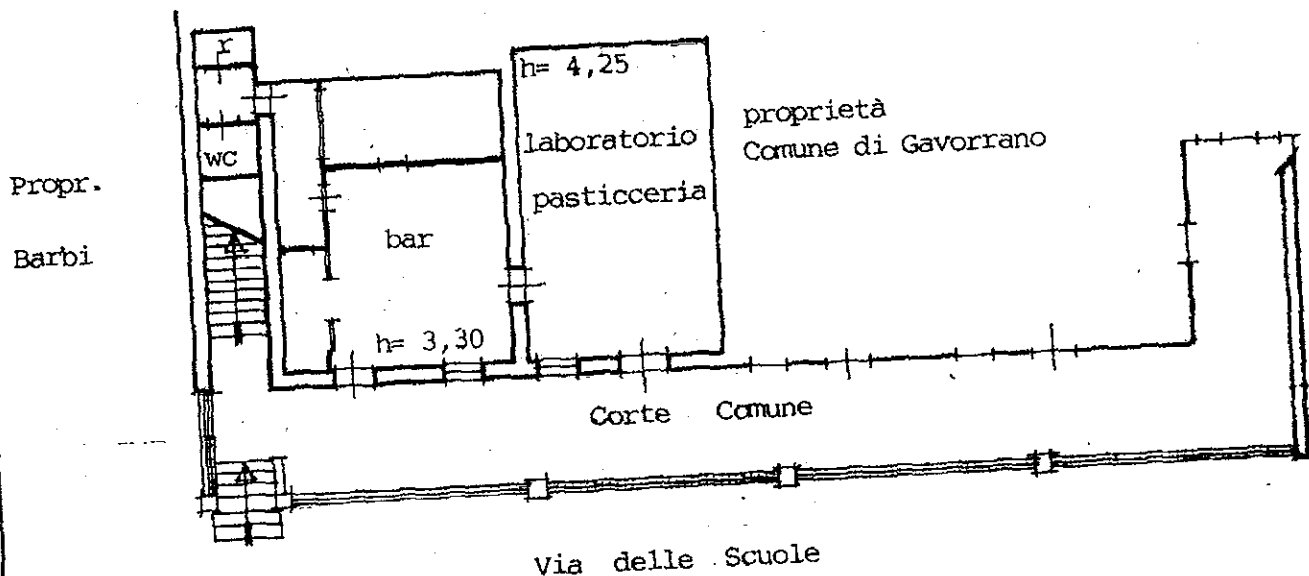 r
h= 4,25
proprietà
Comune di Gavorrano
laboratorio
pasticceria
wc
Propr.
Barbi
bar
h= 3,30
Corte Comune
Via delle Scuole